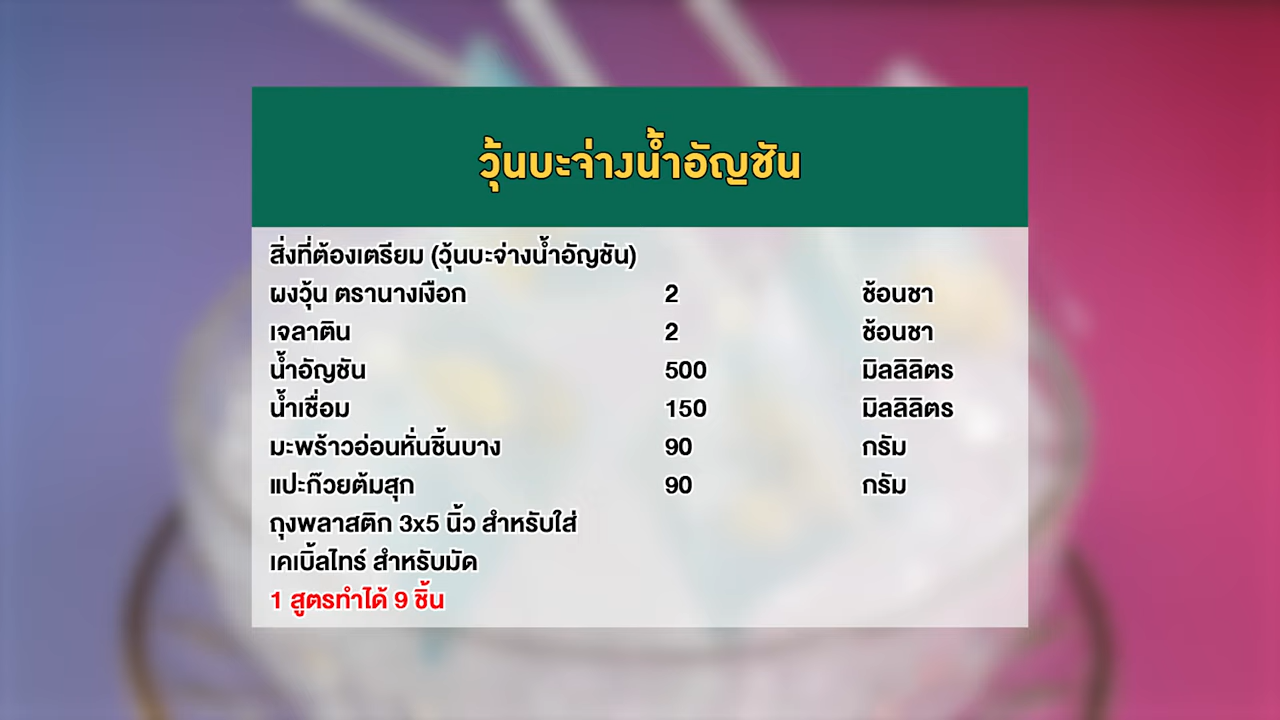 วุ้นบะจ่างน้ำอัญชัน
สิ่งที่ต้องเตรียม (วุ้นบะจ่างน้ำอัญชัน)
ผงวุ้น ตรานางเงือก 2 ช้อนชา
เจลาติน 2 ช้อนชา
น้ำอัญชัน 500 มิลลิลิตร
น้ำเชื่อม 150 มิลลิลิตร
มะพร้าวอ่อนหั่นชิ้นบาง 90 กรัม
แปะก๊วยต้มสุก 90 กรัม
ถุงพลาสติก 3x5 นิ้ว สำหรับใส่
เคเบิ้ลไทร์ สำหรับมัด
1 สูตรทำได้ 9 ชิ้น